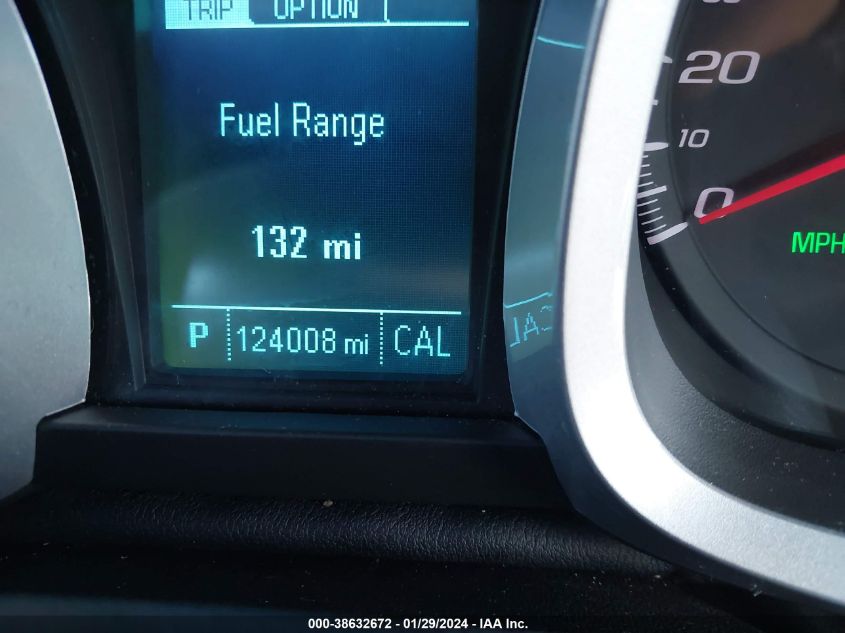 TRIP OPTION
Fuel Range
132 mi
P 124008 mi CAL
20
10
0
MPH
000-38632672 - 01/29/2024 - IAA Inc.